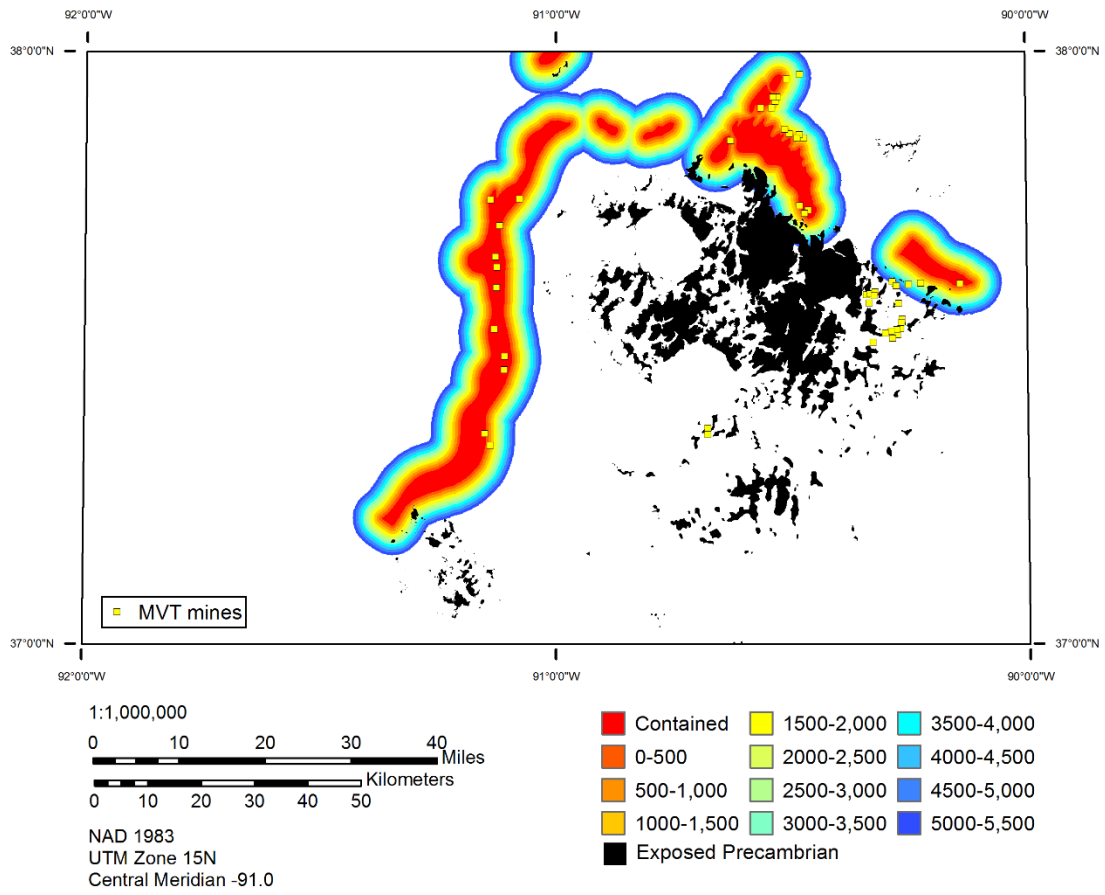 92°0'0"W 91°0'0"W 90°0'0"W
38°0'0"N 38°0'0"N
MVT mines
37°0'0"N 37°0'0"N
92°0'0"W 91°0'0"W 90°0'0"W
1:1,000,000
0 10 20 30 40
Miles
Kilometers
0 10 20 30 40 50
NAD 1983
UTM Zone 15N
Central Meridian -91.0
Contained 1500-2,000 3500-4,000
0-500 2000-2,500 4000-4,500
500-1,000 2500-3,000 4500-5,000
1000-1,500 3000-3,500 5000-5,500
Exposed Precambrian